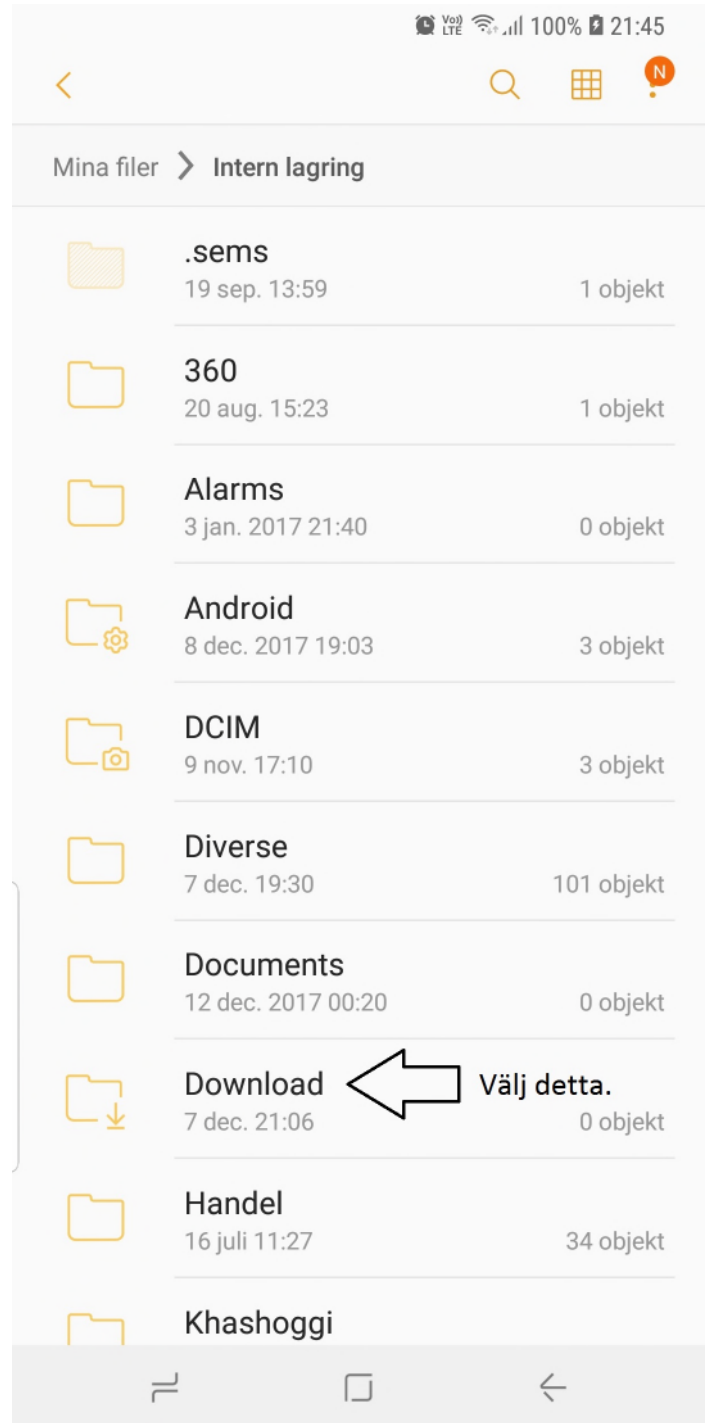 Vo)) LTE 100% 21:45
N
Mina filer Intern lagring
.sems
19 sep. 13:59 1 objekt
360
20 aug. 15:23 1 objekt
Alarms
3 jan. 2017 21:40 0 objekt
Android
8 dec. 2017 19:03 3 objekt
DCIM
9 nov. 17:10 3 objekt
Diverse
7 dec. 19:30 101 objekt
Documents
12 dec. 2017 00:20 0 objekt
Download Välj detta.
7 dec. 21:06 0 objekt
Handel
16 juli 11:27 34 objekt
Khashoggi